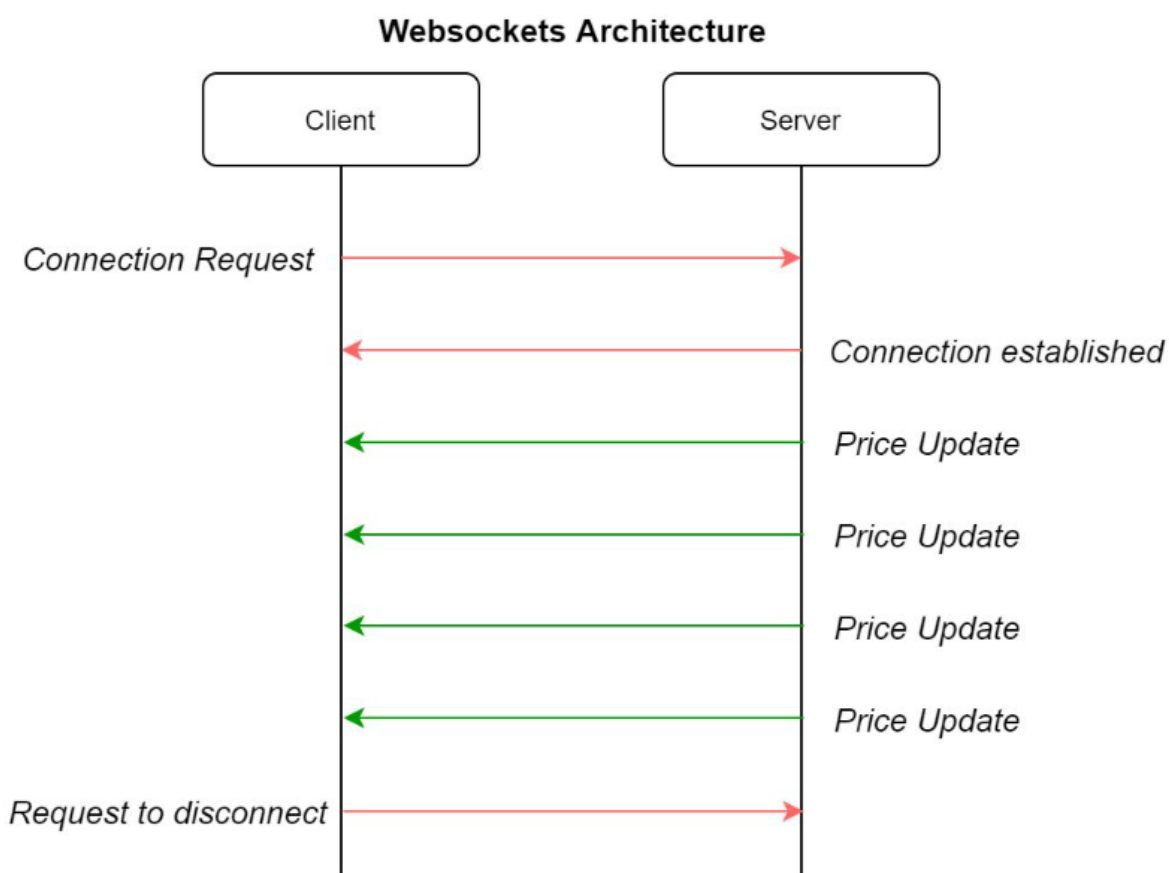 Websockets Architecture
Client
Server
Connection Request
Connection established
Price Update
Price Update
Price Update
Price Update
Request to disconnect